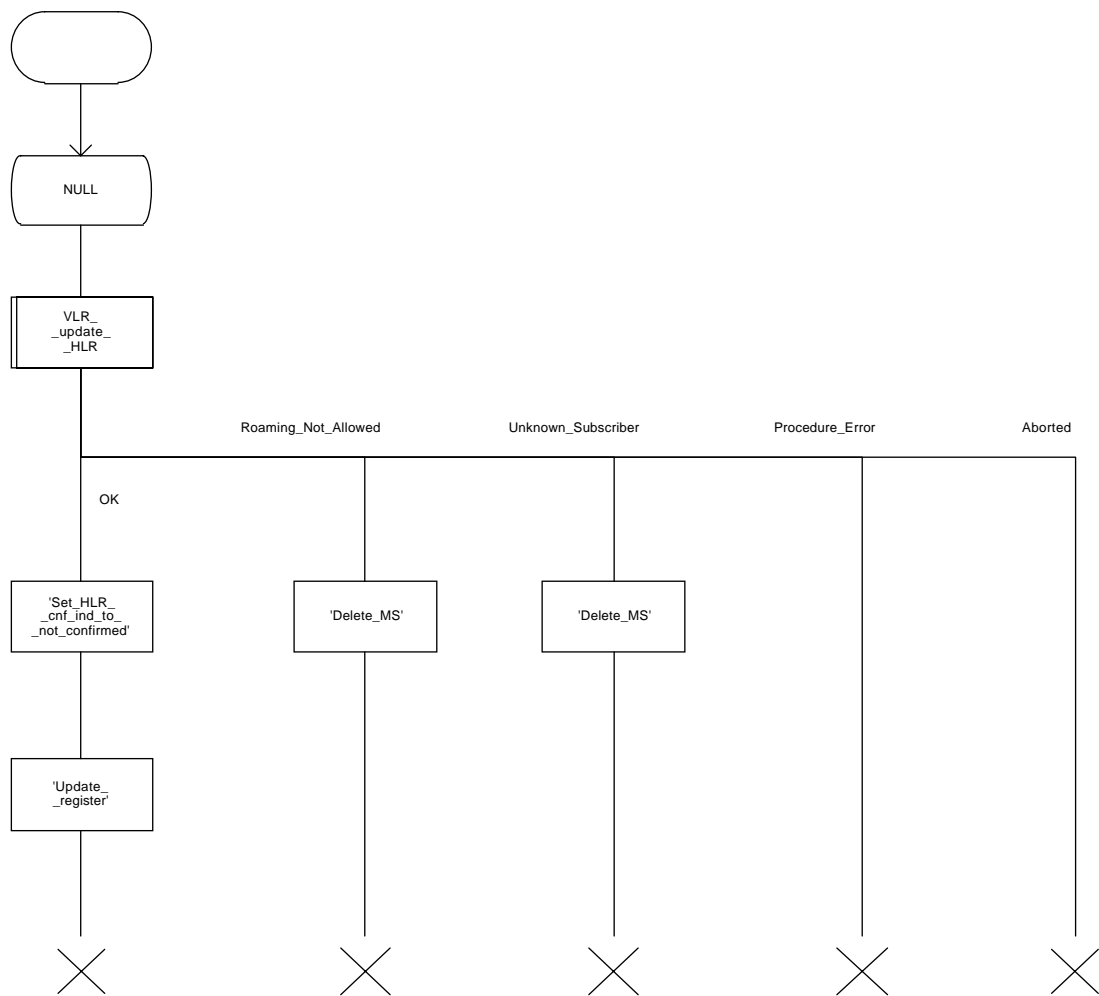 NULL
VLR_
_update_
_HLR
Roaming_Not_Allowed
Unknown_Subscriber
Procedure_Error
Aborted
OK
'Set_HLR_
_cnf_ind_to_
_not_confirmed'
'Delete_MS'
'Delete_MS'
'Update_
_register'